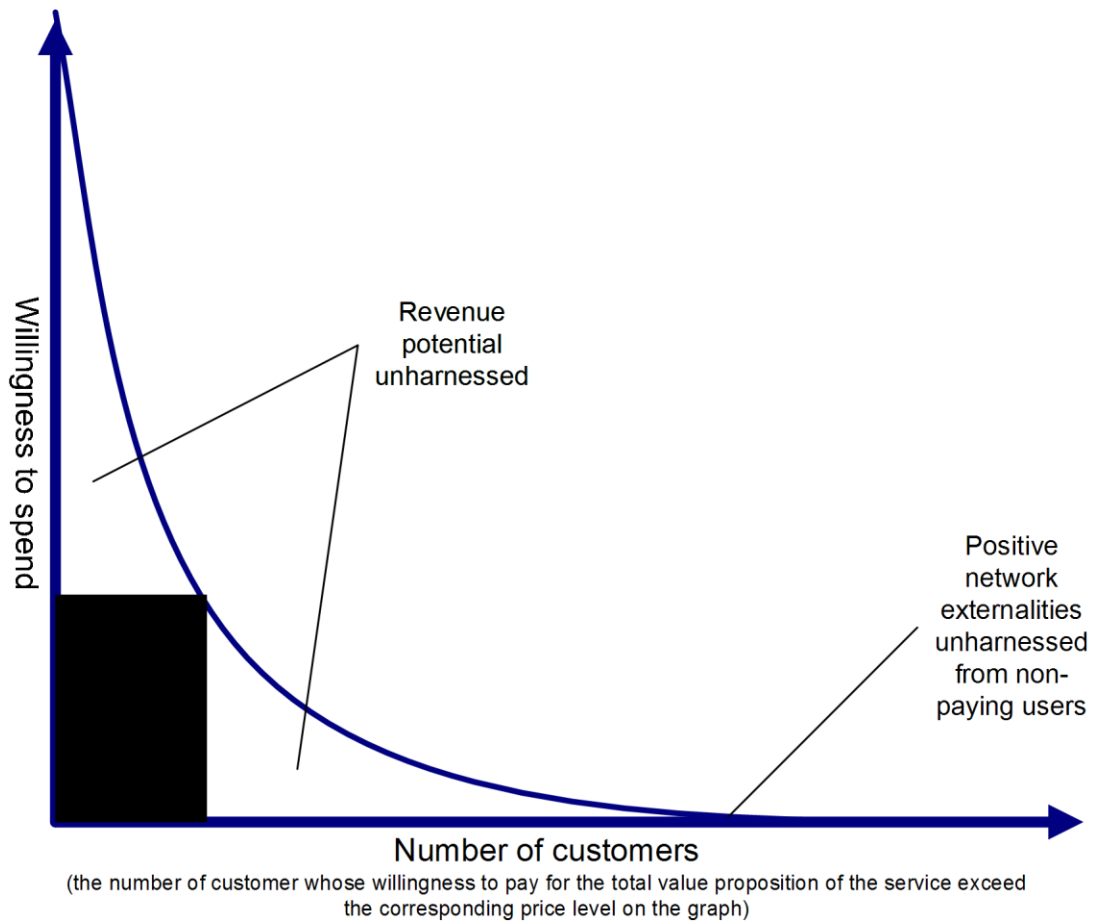 Willingness to spend
Revenue
potential
unharnessed
Positive
network
externalities
unharnessed
from non-
paying users
Number of customers
(the number of customer whose willingness to pay for the total value proposition of the service exceed
the corresponding price level on the graph)